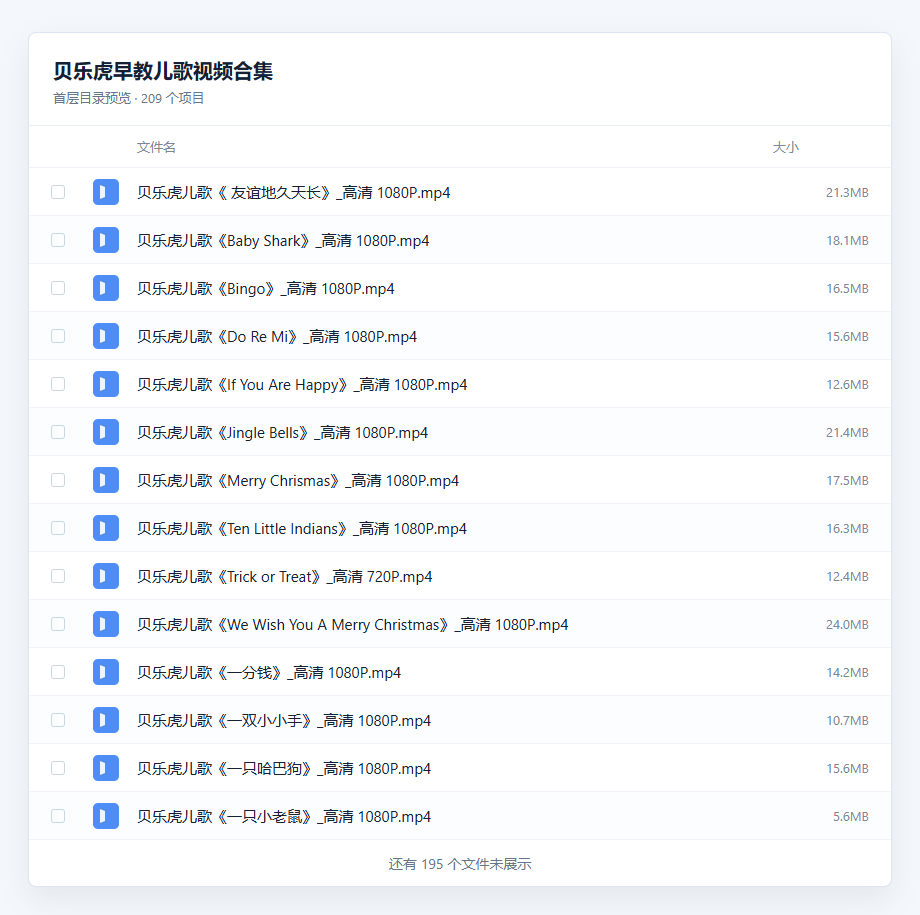 贝乐虎早教儿歌视频合集
首层目录预览 · 209 个项目
文件名 大小
贝乐虎儿歌《 友谊地久天长》_高清 1080P.mp4 21.3MB
贝乐虎儿歌《Baby Shark》_高清 1080P.mp4 18.1MB
贝乐虎儿歌《Bingo》_高清 1080P.mp4 16.5MB
贝乐虎儿歌《Do Re Mi》_高清 1080P.mp4 15.6MB
贝乐虎儿歌《If You Are Happy》_高清 1080P.mp4 12.6MB
贝乐虎儿歌《Jingle Bells》_高清 1080P.mp4 21.4MB
贝乐虎儿歌《Merry Chrismas》_高清 1080P.mp4 17.5MB
贝乐虎儿歌《Ten Little Indians》_高清 1080P.mp4 16.3MB
贝乐虎儿歌《Trick or Treat》_高清 720P.mp4 12.4MB
贝乐虎儿歌《We Wish You A Merry Christmas》_高清 1080P.mp4 24.0MB
贝乐虎儿歌《一分钱》_高清 1080P.mp4 14.2MB
贝乐虎儿歌《一双小小手》_高清 1080P.mp4 10.7MB
贝乐虎儿歌《一只哈巴狗》_高清 1080P.mp4 15.6MB
贝乐虎儿歌《一只小老鼠》_高清 1080P.mp4 5.6MB
还有 195 个文件未展示